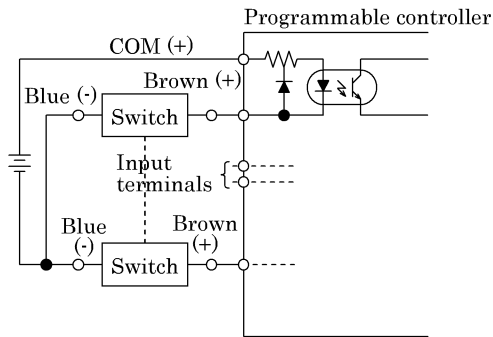 Programmable controller
COM (+)
Brown (+)
Blue (-)
Switch
Input
terminals
Blue
(-)
Brown
(+)
Switch